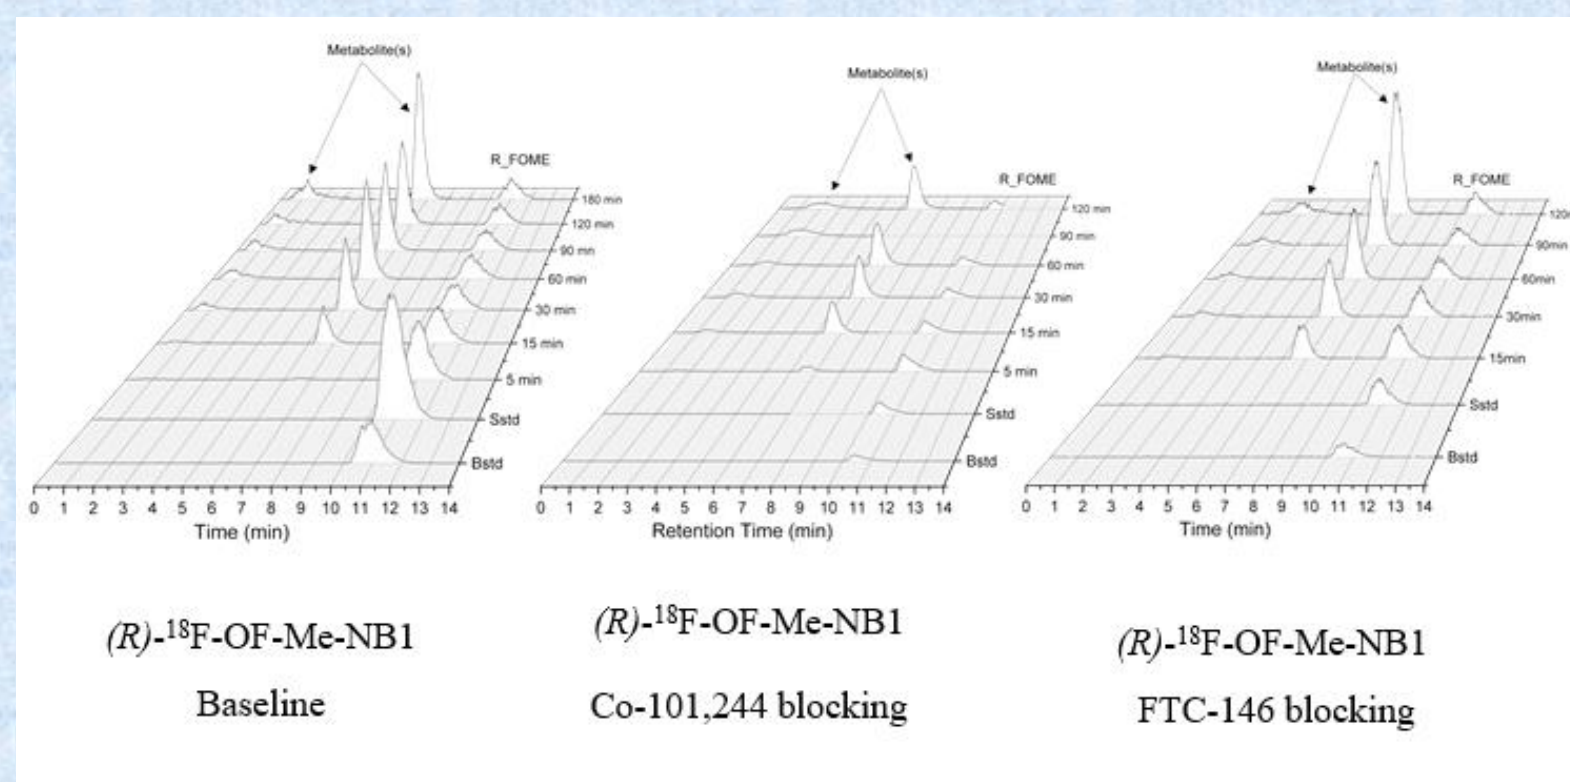 Metabolite(s)
R_FOME
180 min
120 min
90 mn
60 min
30 min
15 min
5 min
Sstd
Bstd
0 1 2 3 4 5 6 7 8 9 10 11 12 13 14
Time (min)
(R)-¹⁸F-OF-Me-NB1
Baseline
Metabolite(s)
R_FOME
120 min
90 min
60 min
30 min
15 min
5 min
Sstd
Bstd
0 1 2 3 4 5 6 7 8 9 10 11 12 13 14
Retention Time (min)
(R)-¹⁸F-OF-Me-NB1
Co-101,244 blocking
Metabolite(s)
R_FOME
90min
60min
30min
15min
Sstd
Bstd
0 1 2 3 4 5 6 7 8 9 10 11 12 13 14
Time (min)
(R)-¹⁸F-OF-Me-NB1
FTC-146 blocking